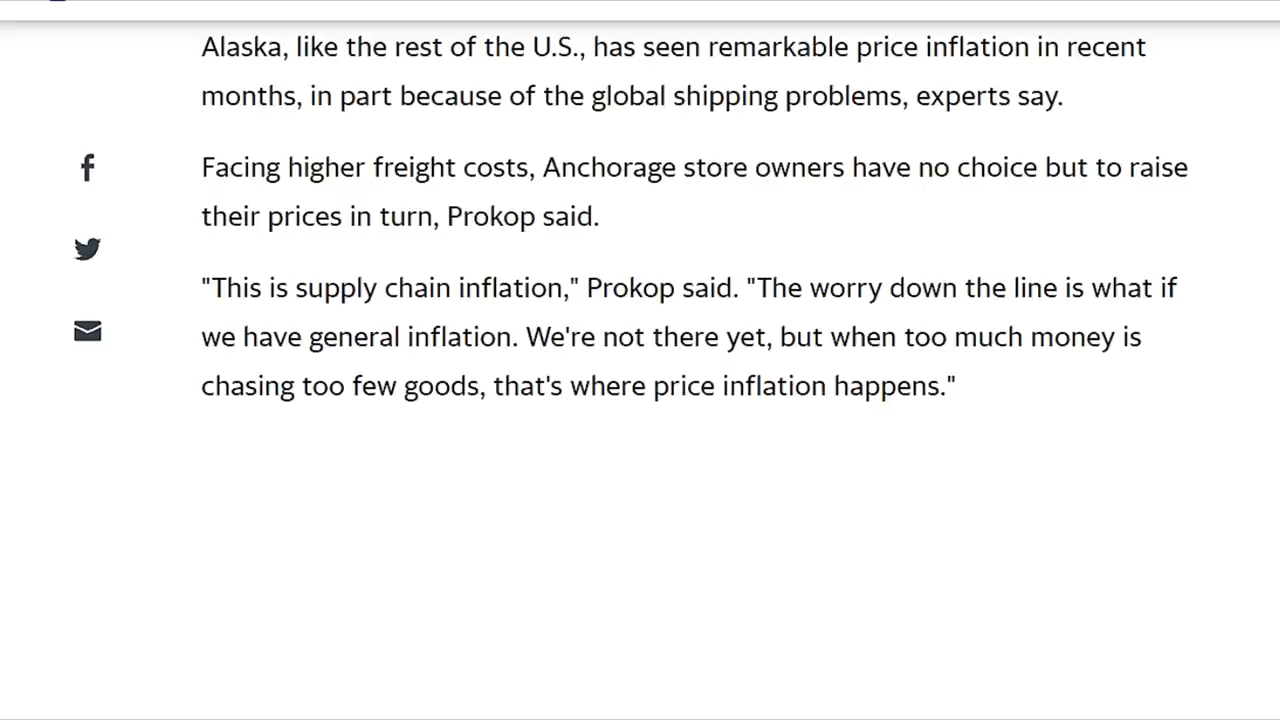 Alaska, like the rest of the U.S., has seen remarkable price inflation in recent
months, in part because of the global shipping problems, experts say.
Facing higher freight costs, Anchorage store owners have no choice but to raise
their prices in turn, Prokop said.
"This is supply chain inflation," Prokop said. "The worry down the line is what if
we have general inflation. We're not there yet, but when too much money is
chasing too few goods, that's where price inflation happens."